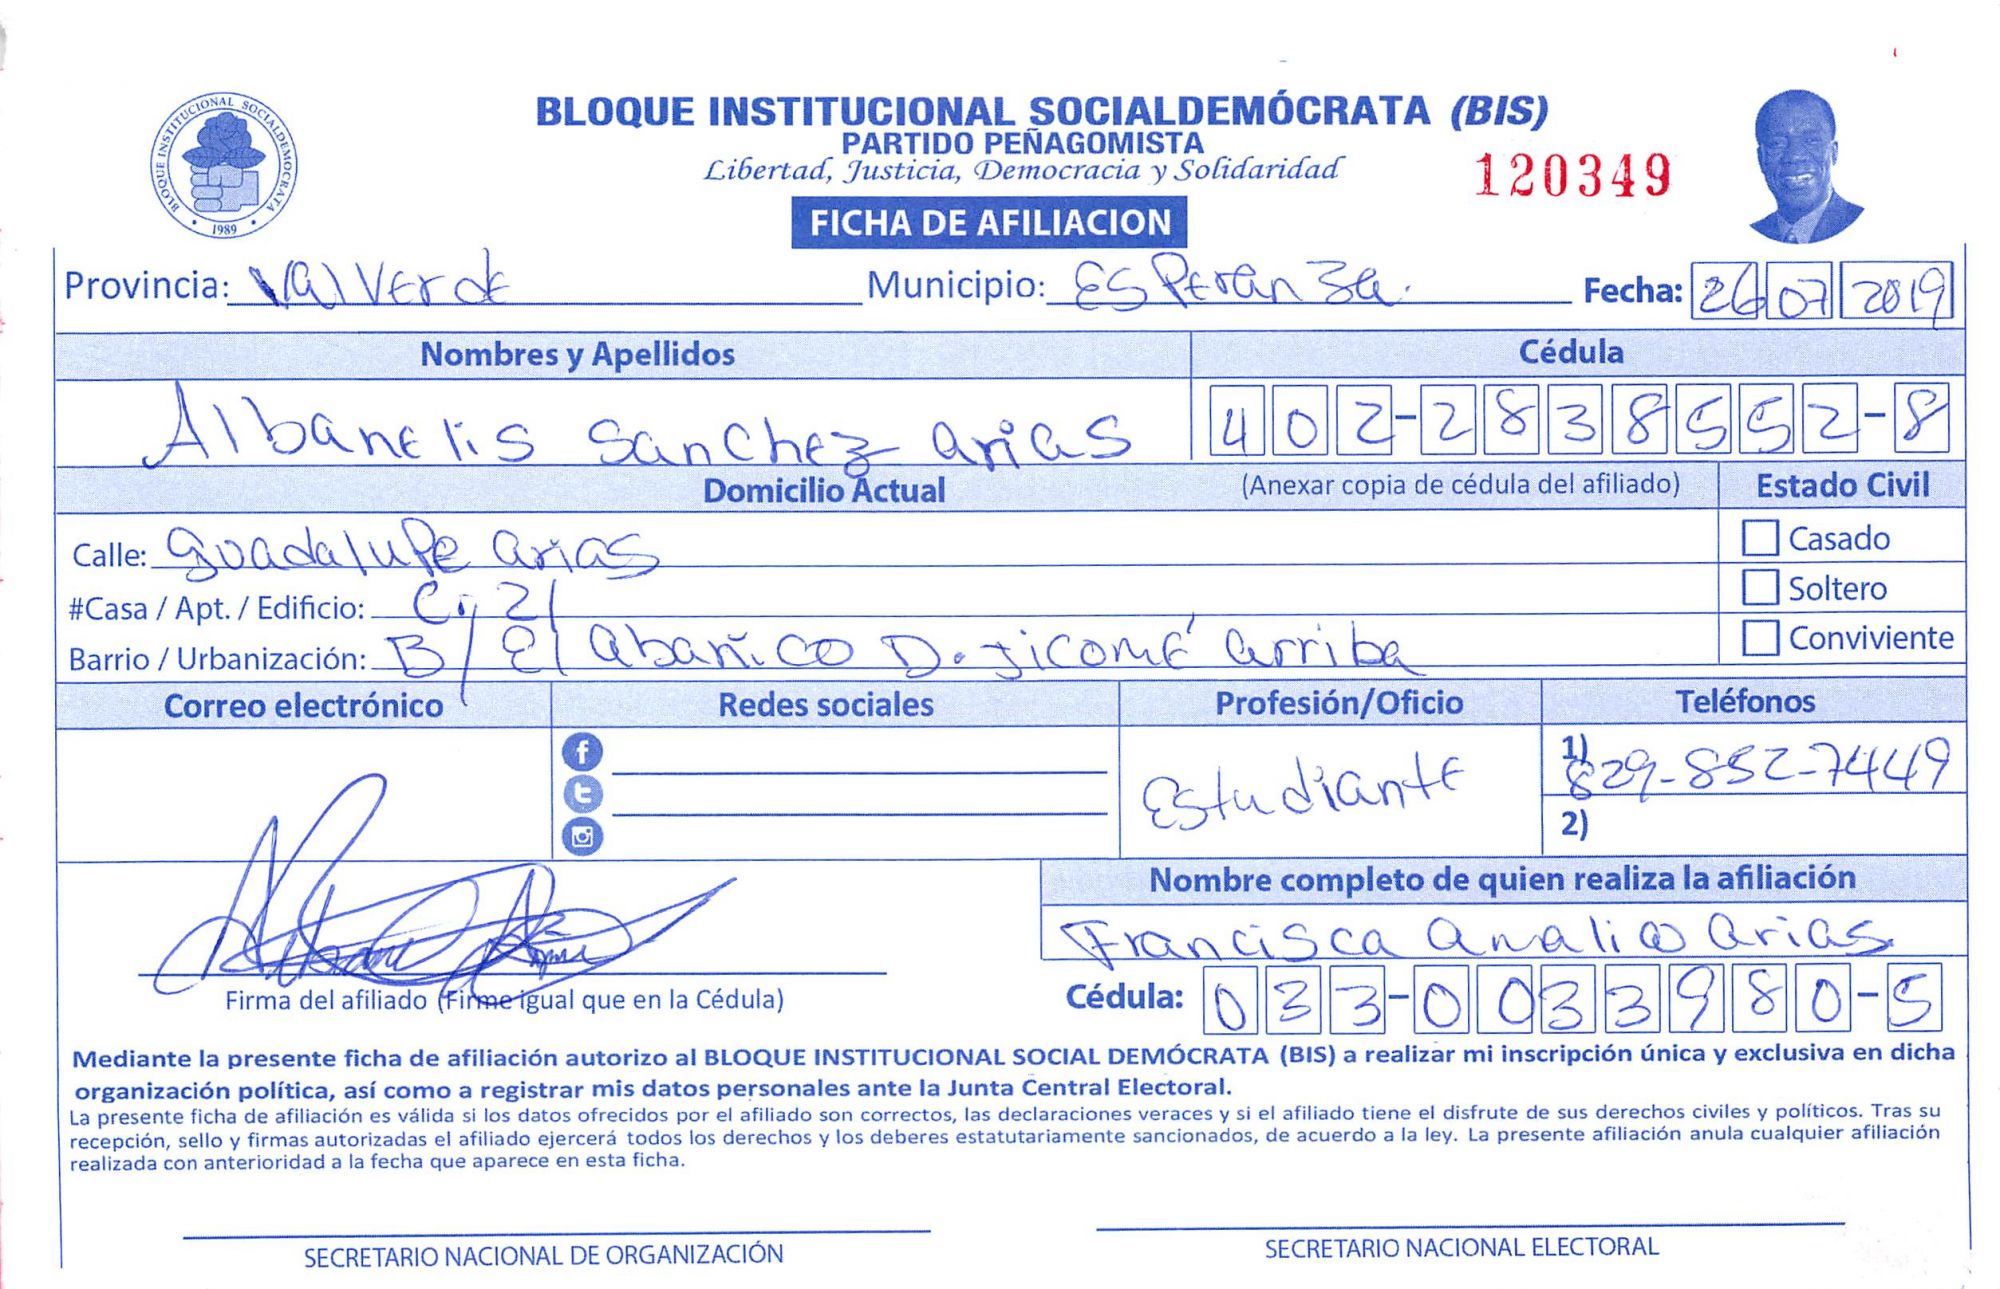 BLOQUE INSTITUCIONAL SOCIALDEMOCRATA
1989
BLOQUE INSTITUCIONAL SOCIALDEMÓCRATA (BIS)
PARTIDO PEÑAGOMISTA
Libertad, Justicia, Democracia y Solidaridad
120349
FICHA DE AFILIACION
Provincia: Valverde Municipio: Esperanza. Fecha: 26 07 2019
Nombres y Apellidos Cédula
Albanelis Sanchez Arias 402-2838552-8
Domicilio Actual (Anexar copia de cédula del afiliado) Estado Civil
Calle: Guadalupe Arias Casado
#Casa / Apt. / Edificio: C, 21 Soltero
Barrio / Urbanización: B/ El Abanico D. Jicomé Arriba Conviviente
Correo electrónico Redes sociales Profesión/Oficio Teléfonos
Estudiante 1) 829-852-7449
2)
Nombre completo de quien realiza la afiliación
Francisca Amalia Arias.
Firma del afiliado (Firme igual que en la Cédula) Cédula: 033-0033980-5
Mediante la presente ficha de afiliación autorizo al BLOQUE INSTITUCIONAL SOCIAL DEMÓCRATA (BIS) a realizar mi inscripción única y exclusiva en dicha
organización política, así como a registrar mis datos personales ante la Junta Central Electoral.
La presente ficha de afiliación es válida si los datos ofrecidos por el afiliado son correctos, las declaraciones veraces y si el afiliado tiene el disfrute de sus derechos civiles y políticos. Tras su
recepción, sello y firmas autorizadas el afiliado ejercerá todos los derechos y los deberes estatutariamente sancionados, de acuerdo a la ley. La presente afiliación anula cualquier afiliación
realizada con anterioridad a la fecha que aparece en esta ficha.
SECRETARIO NACIONAL DE ORGANIZACIÓN SECRETARIO NACIONAL ELECTORAL